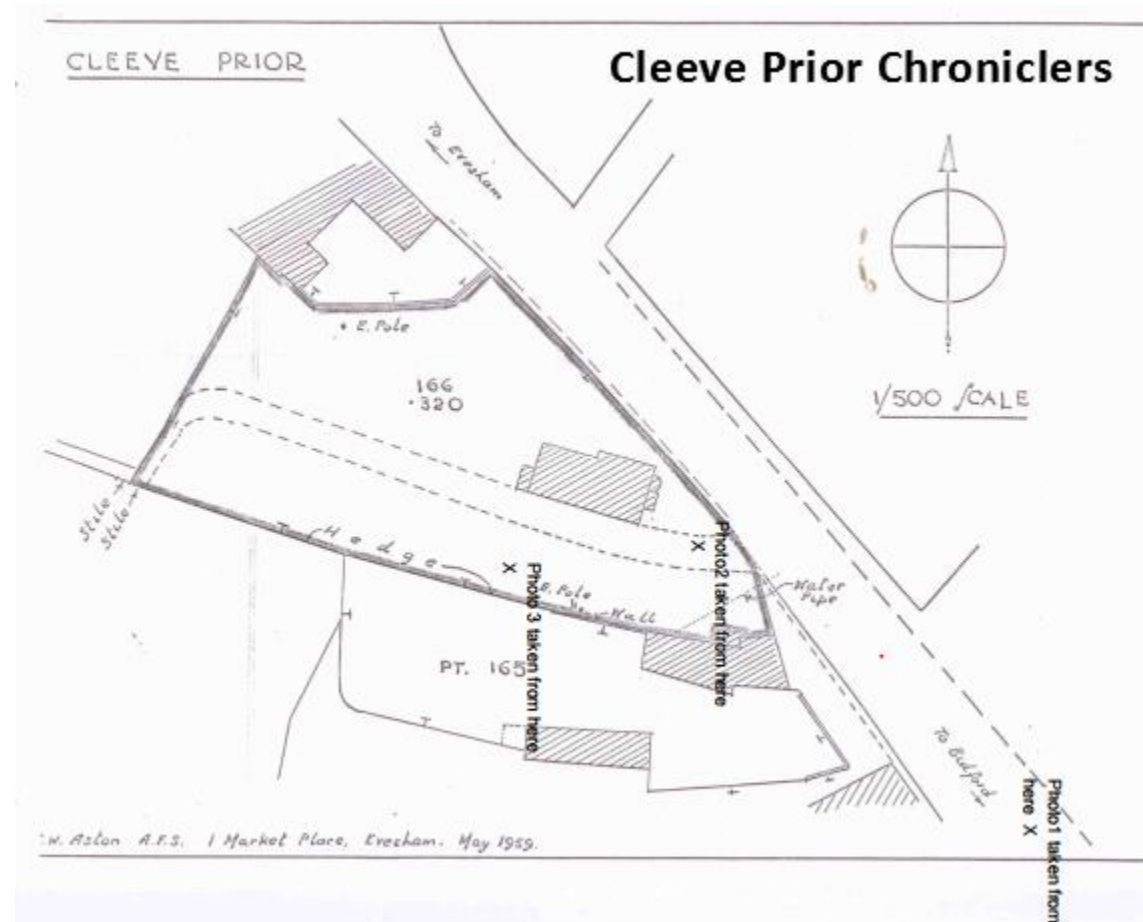 CLEEVE PRIOR
Cleeve Prior Chroniclers
To Evesham
E. Pole
166
.320
1/500 SCALE
Stile
Stile
Hedge
E. Pole
Wall
Water
Pipe
Photo2 taken from here
Photo 3 taken from here
PT. 165
To Bidford
Photo1 taken from
here X
X
X
W. Aston A.F.S. 1 Market Place, Evesham. May 1959.